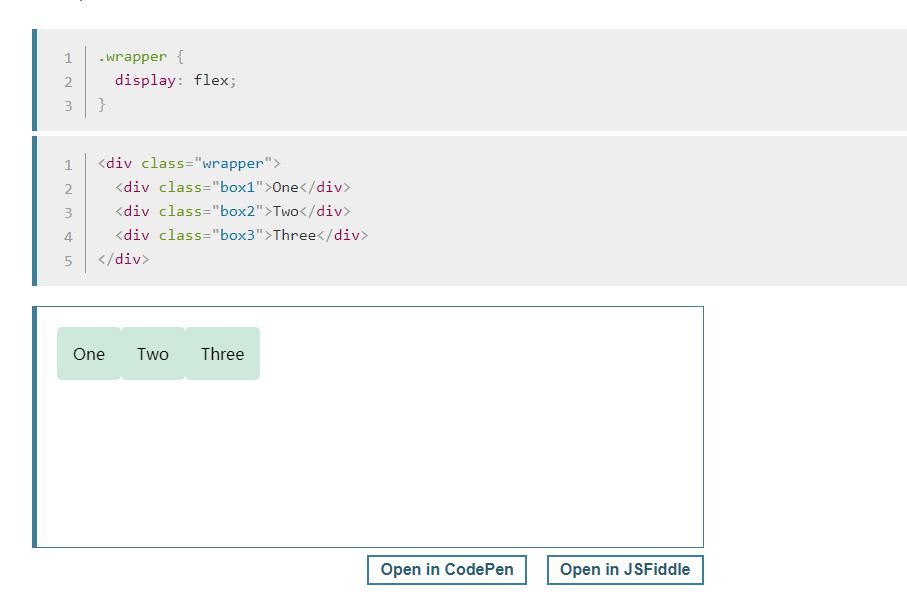 1 .wrapper {
2 display: flex;
3 }
1 <div class="wrapper">
2 <div class="box1">One</div>
3 <div class="box2">Two</div>
4 <div class="box3">Three</div>
5 </div>
One Two Three
Open in CodePen Open in JSFiddle